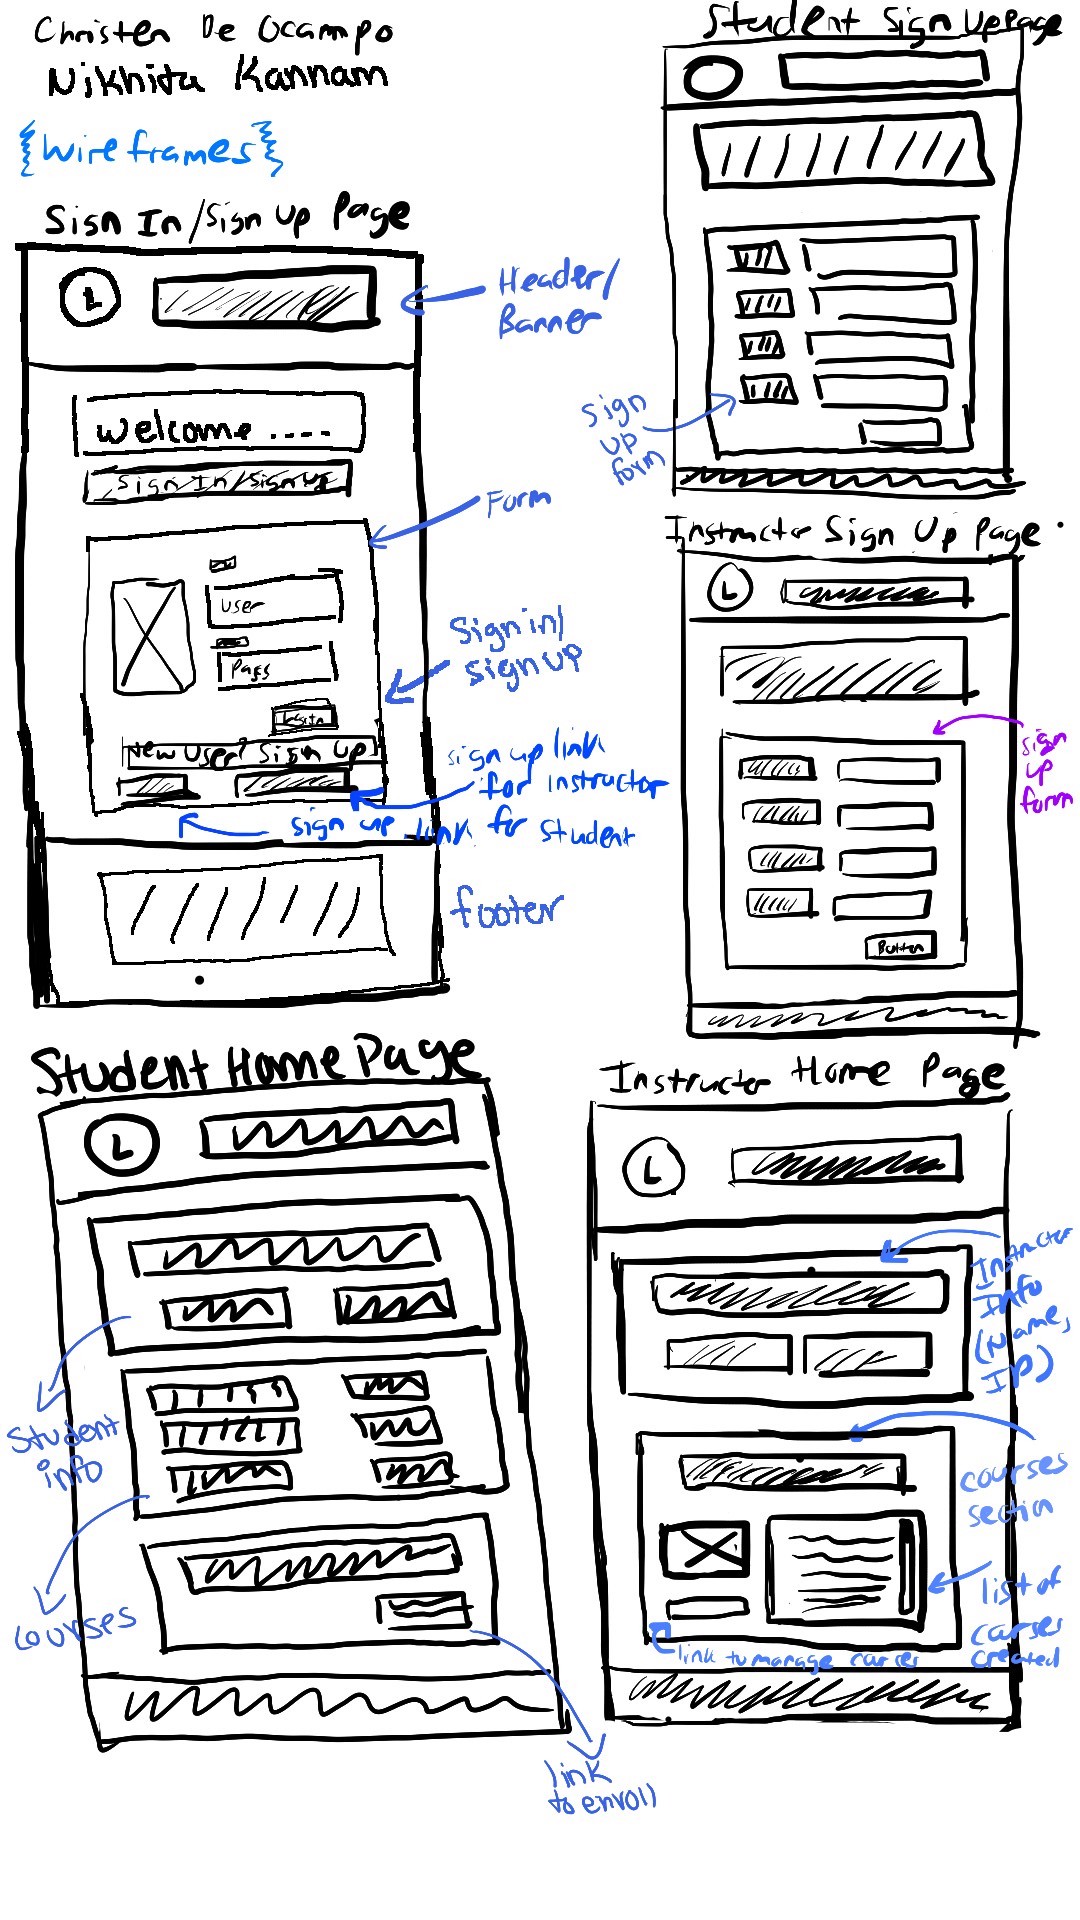 Christen De Ocampo
Nikhita Kannam
{Wireframes}
Sign In/Sign Up Page
L
Header/
Banner
Welcome ....
Sign In/Sign Up
Form
User
Pass
Login
Sign in/
sign up
New User? Sign Up
sign up link
for instructor
sign up link for student
footer
Student Sign Up Page
sign
up
form
Instructor Sign Up Page.
L
sign
up
form
Button
Student Home Page
L
Student
info
courses
link
to enroll
Instructer Home Page
L
Instructor
Info
(Name,
ID)
courses
section
list of
courses
created
link to manage courses